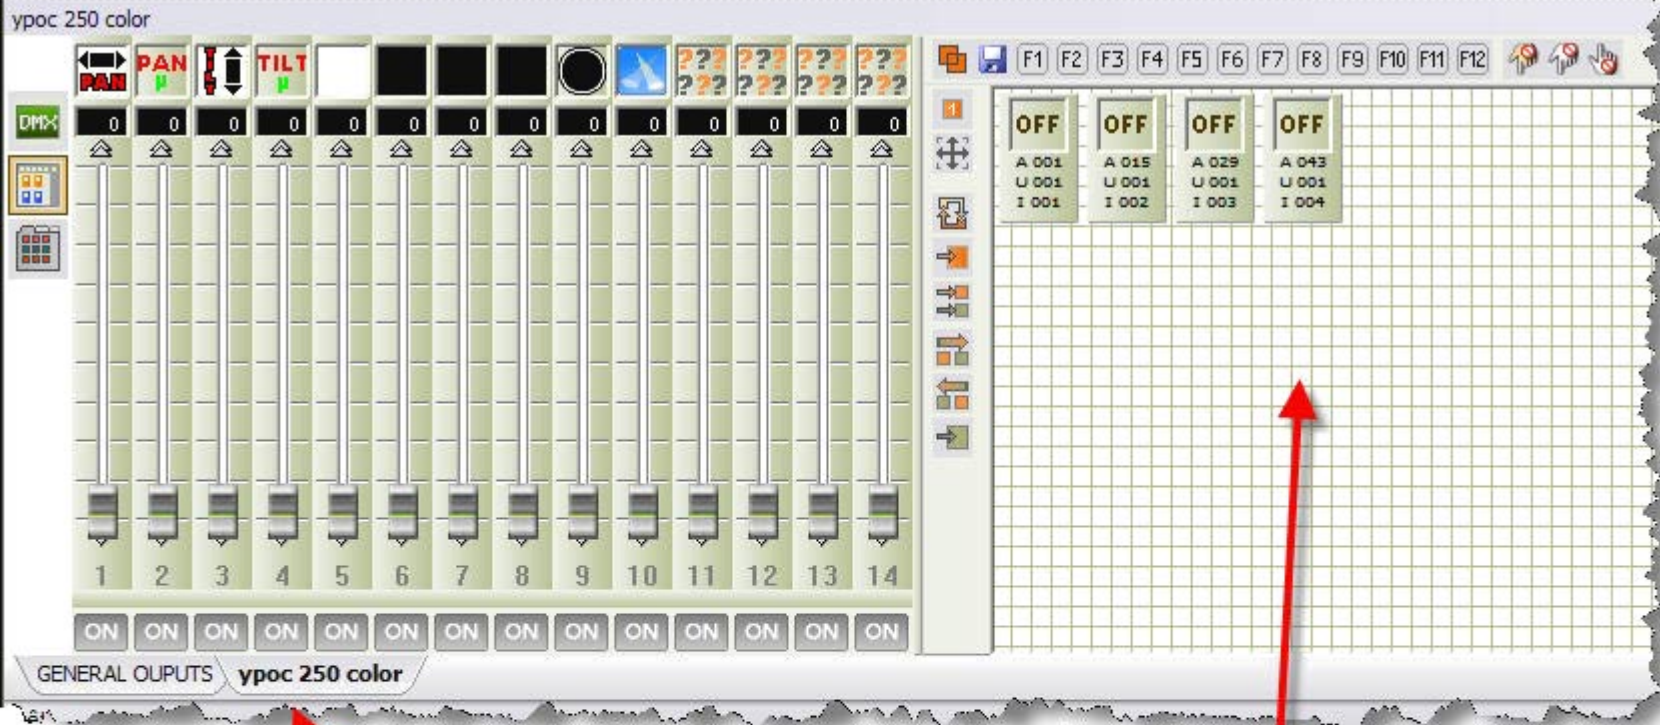 ypoc 250 color
PAN PAN µ TILT µ ??? ??? ??? ??? ??? ??? ??? ???
F1 F2 F3 F4 F5 F6 F7 F8 F9 F10 F11 F12
DMX 0 0 0 0 0 0 0 0 0 0 0 0 0 0
1
OFF OFF OFF OFF
A 001 A 015 A 029 A 043
U 001 U 001 U 001 U 001
I 001 I 002 I 003 I 004
1 2 3 4 5 6 7 8 9 10 11 12 13 14
ON ON ON ON ON ON ON ON ON ON ON ON ON ON
GENERAL OUPUTS ypoc 250 color